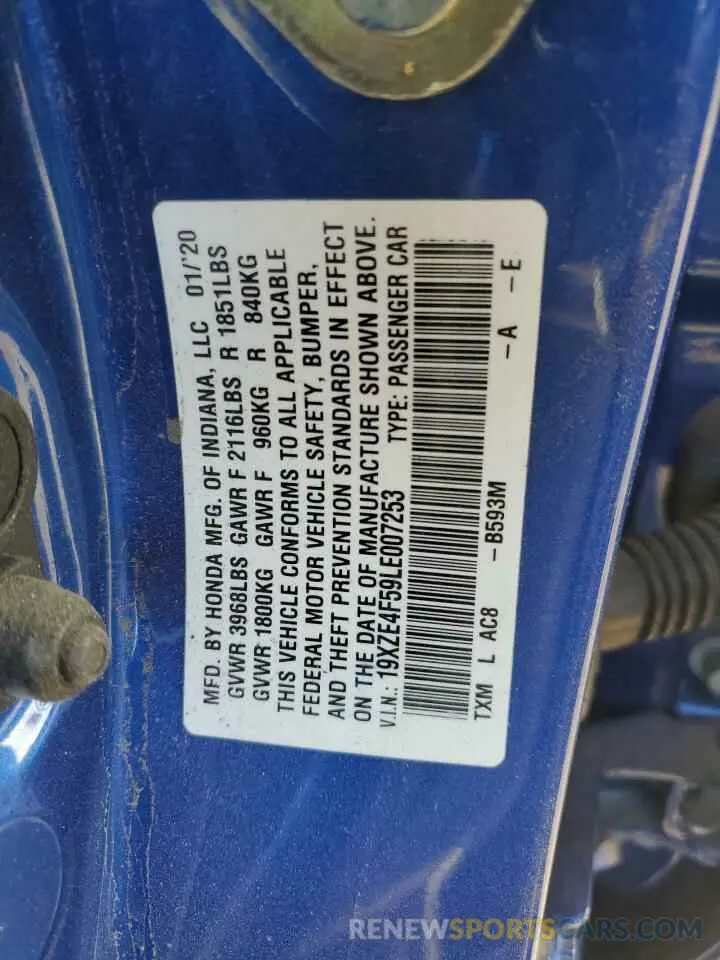 MFD. BY HONDA MFG. OF INDIANA, LLC 01/'20
GVWR 3968LBS GAWR F 2116LBS R 1851LBS
GVWR 1800KG GAWR F 960KG R 840KG
THIS VEHICLE CONFORMS TO ALL APPLICABLE
FEDERAL MOTOR VEHICLE SAFETY, BUMPER,
AND THEFT PREVENTION STANDARDS IN EFFECT
ON THE DATE OF MANUFACTURE SHOWN ABOVE.
V.I.N.: 19XZE4F59LE007253 TYPE: PASSENGER CAR
TXM L AC8 -B593M -A -E
RENEWSPORTSCARS.COM